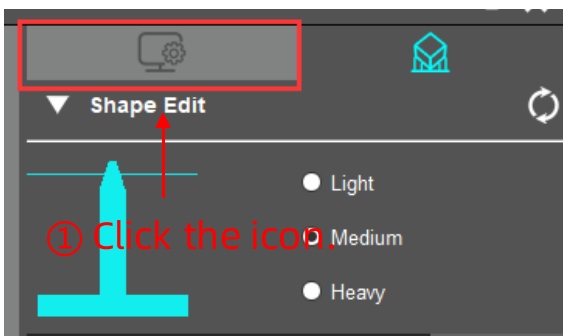 Shape Edit
Light
① Click the icon.
Medium
Heavy